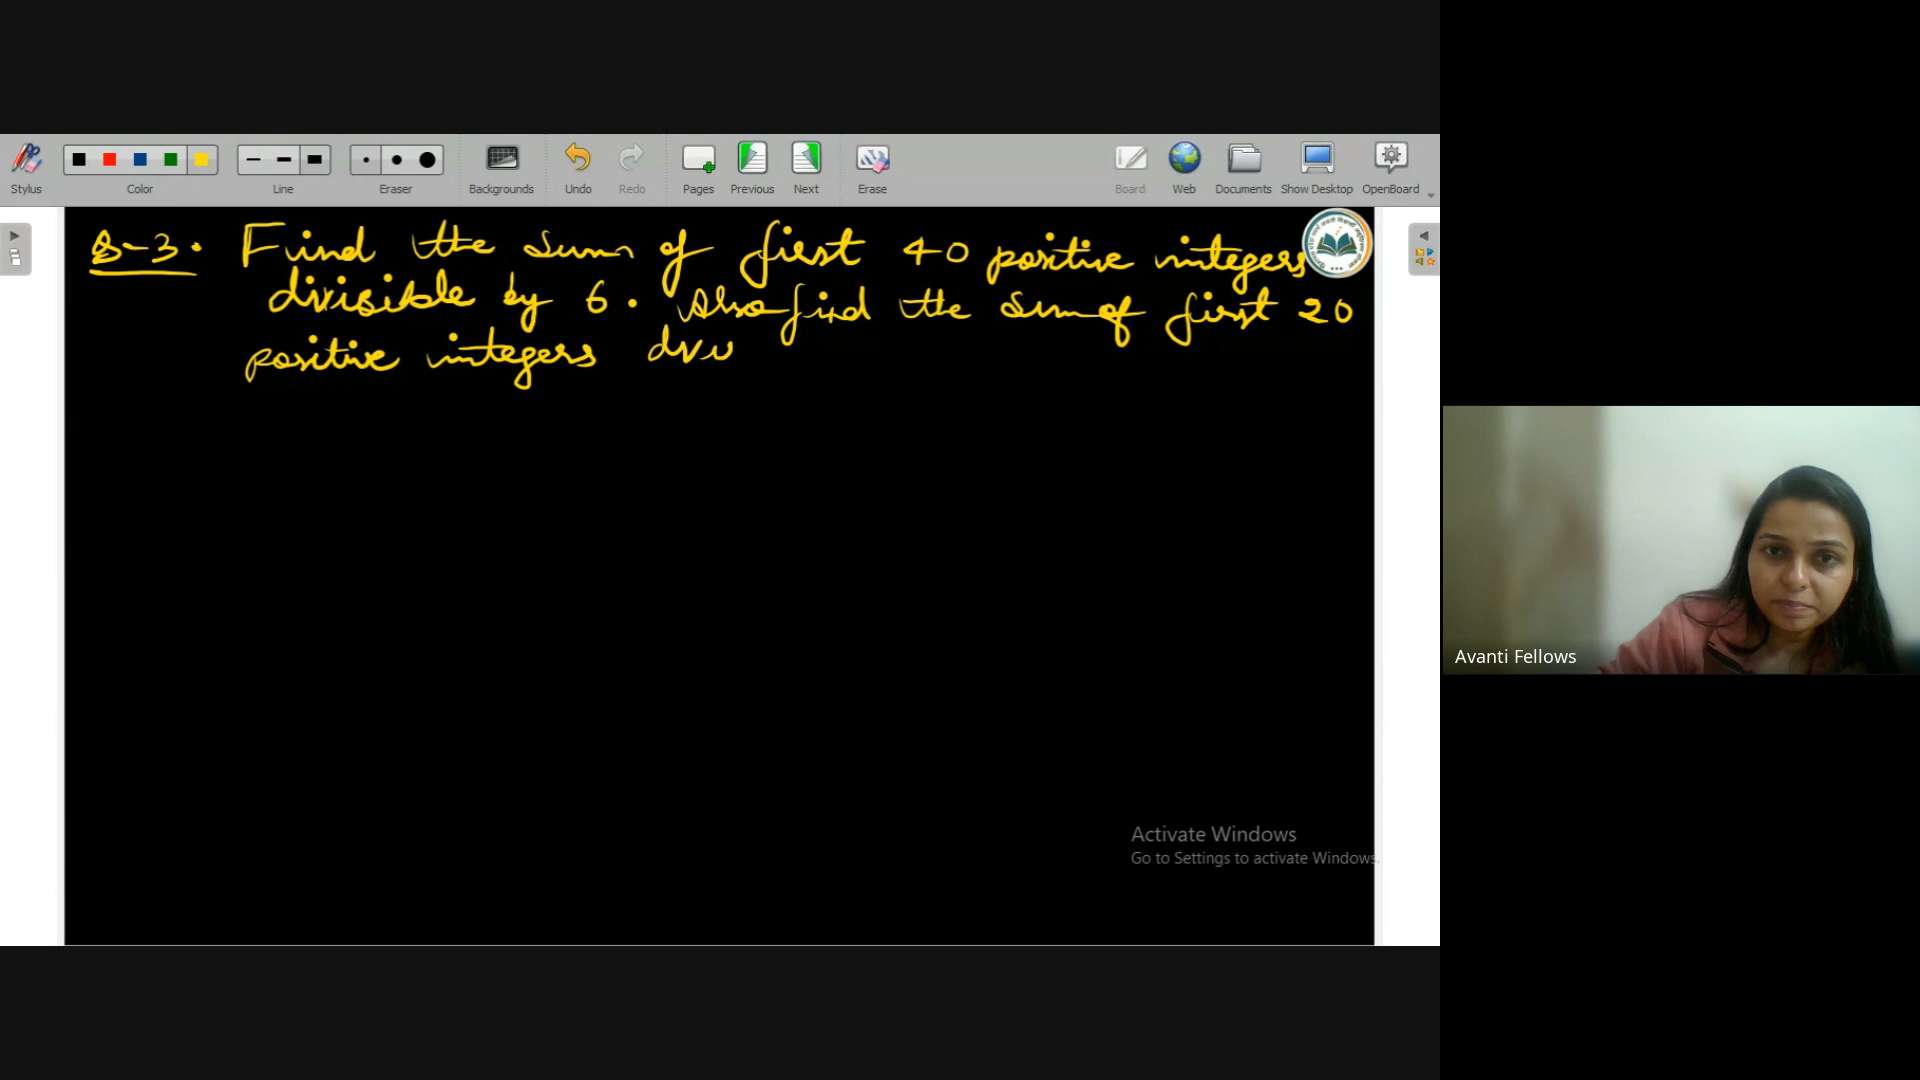 Stylus Color Line Eraser Backgrounds Undo Redo Pages Previous Next Erase Board Web Documents Show Desktop OpenBoard
Q-3. Find the sum of first 40 positive integers
divisible by 6. Also find the sum of first 20
positive integers
Avanti Fellows
Activate Windows
Go to Settings to activate Windows.